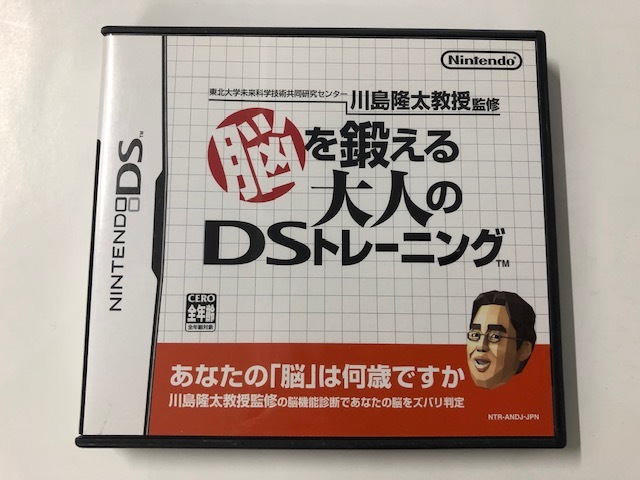 NINTENDO DS™
Nintendo®
東北大学未来科学技術共同研究センター
川島隆太教授監修
脳を鍛える
大人の
DSトレーニング™
CERO
全年齢
全年齢対象
あなたの「脳」は何歳ですか
川島隆太教授監修の脳機能診断であなたの脳をズバリ判定
NTR-ANDJ-JPN